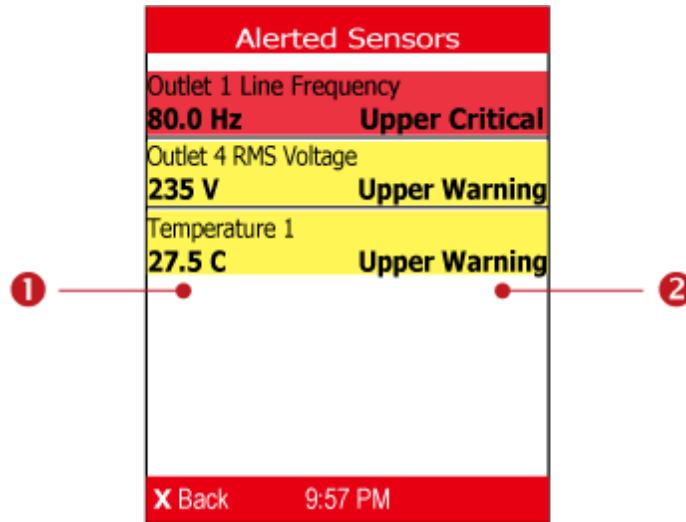 Alerted Sensors
Outlet 1 Line Frequency
80.0 Hz Upper Critical
Outlet 4 RMS Voltage
235 V Upper Warning
Temperature 1
27.5 C Upper Warning
1 2
X Back 9:57 PM